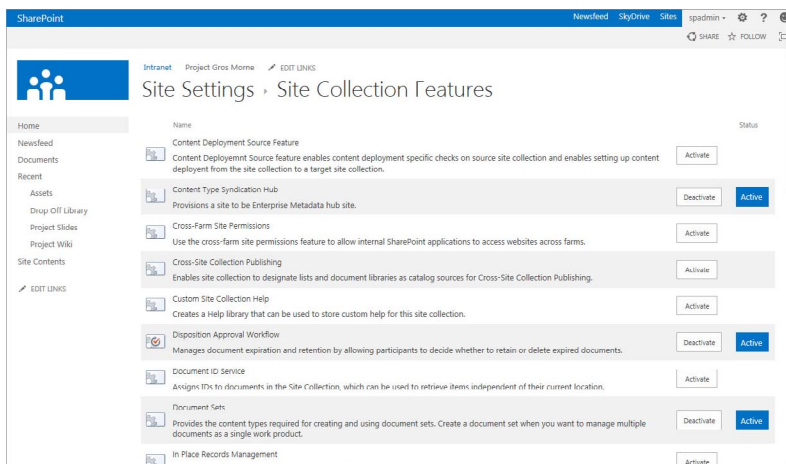 SharePoint
Newsfeed SkyDrive Sites spadmin ?
SHARE FOLLOW
Intranet Project Gros Morne EDIT LINKS
Site Settings › Site Collection Features
Home
Newsfeed
Documents
Recent
Assets
Drop Off Library
Project Slides
Project Wiki
Site Contents
EDIT LINKS
Name Status
Content Deployment Source Feature
Content Deployemnt Source feature enables content deployment specific checks on source site collection and enables setting up content
deployent from the site collection to a target site collection.
Activate
Content Type Syndication Hub
Provisions a site to be Enterprise Metadata hub site.
Deactivate Active
Cross-Farm Site Permissions
Use the cross-farm site permissions feature to allow internal SharePoint applications to access websites across farms.
Activate
Cross-Site Collection Publishing
Enables site collection to designate lists and document libraries as catalog sources for Cross-Site Collection Publishing.
Activate
Custom Site Collection Help
Creates a Help library that can be used to store custom help for this site collection.
Activate
Disposition Approval Workflow
Manages document expiration and retention by allowing participants to decide whether to retain or delete expired documents.
Deactivate Active
Document ID Service
Assigns IDs to documents in the Site Collection, which can be used to retrieve items independent of their current location.
Activate
Document Sets
Provides the content types required for creating and using document sets. Create a document set when you want to manage multiple
documents as a single work product.
Deactivate Active
In Place Records Management
Activate